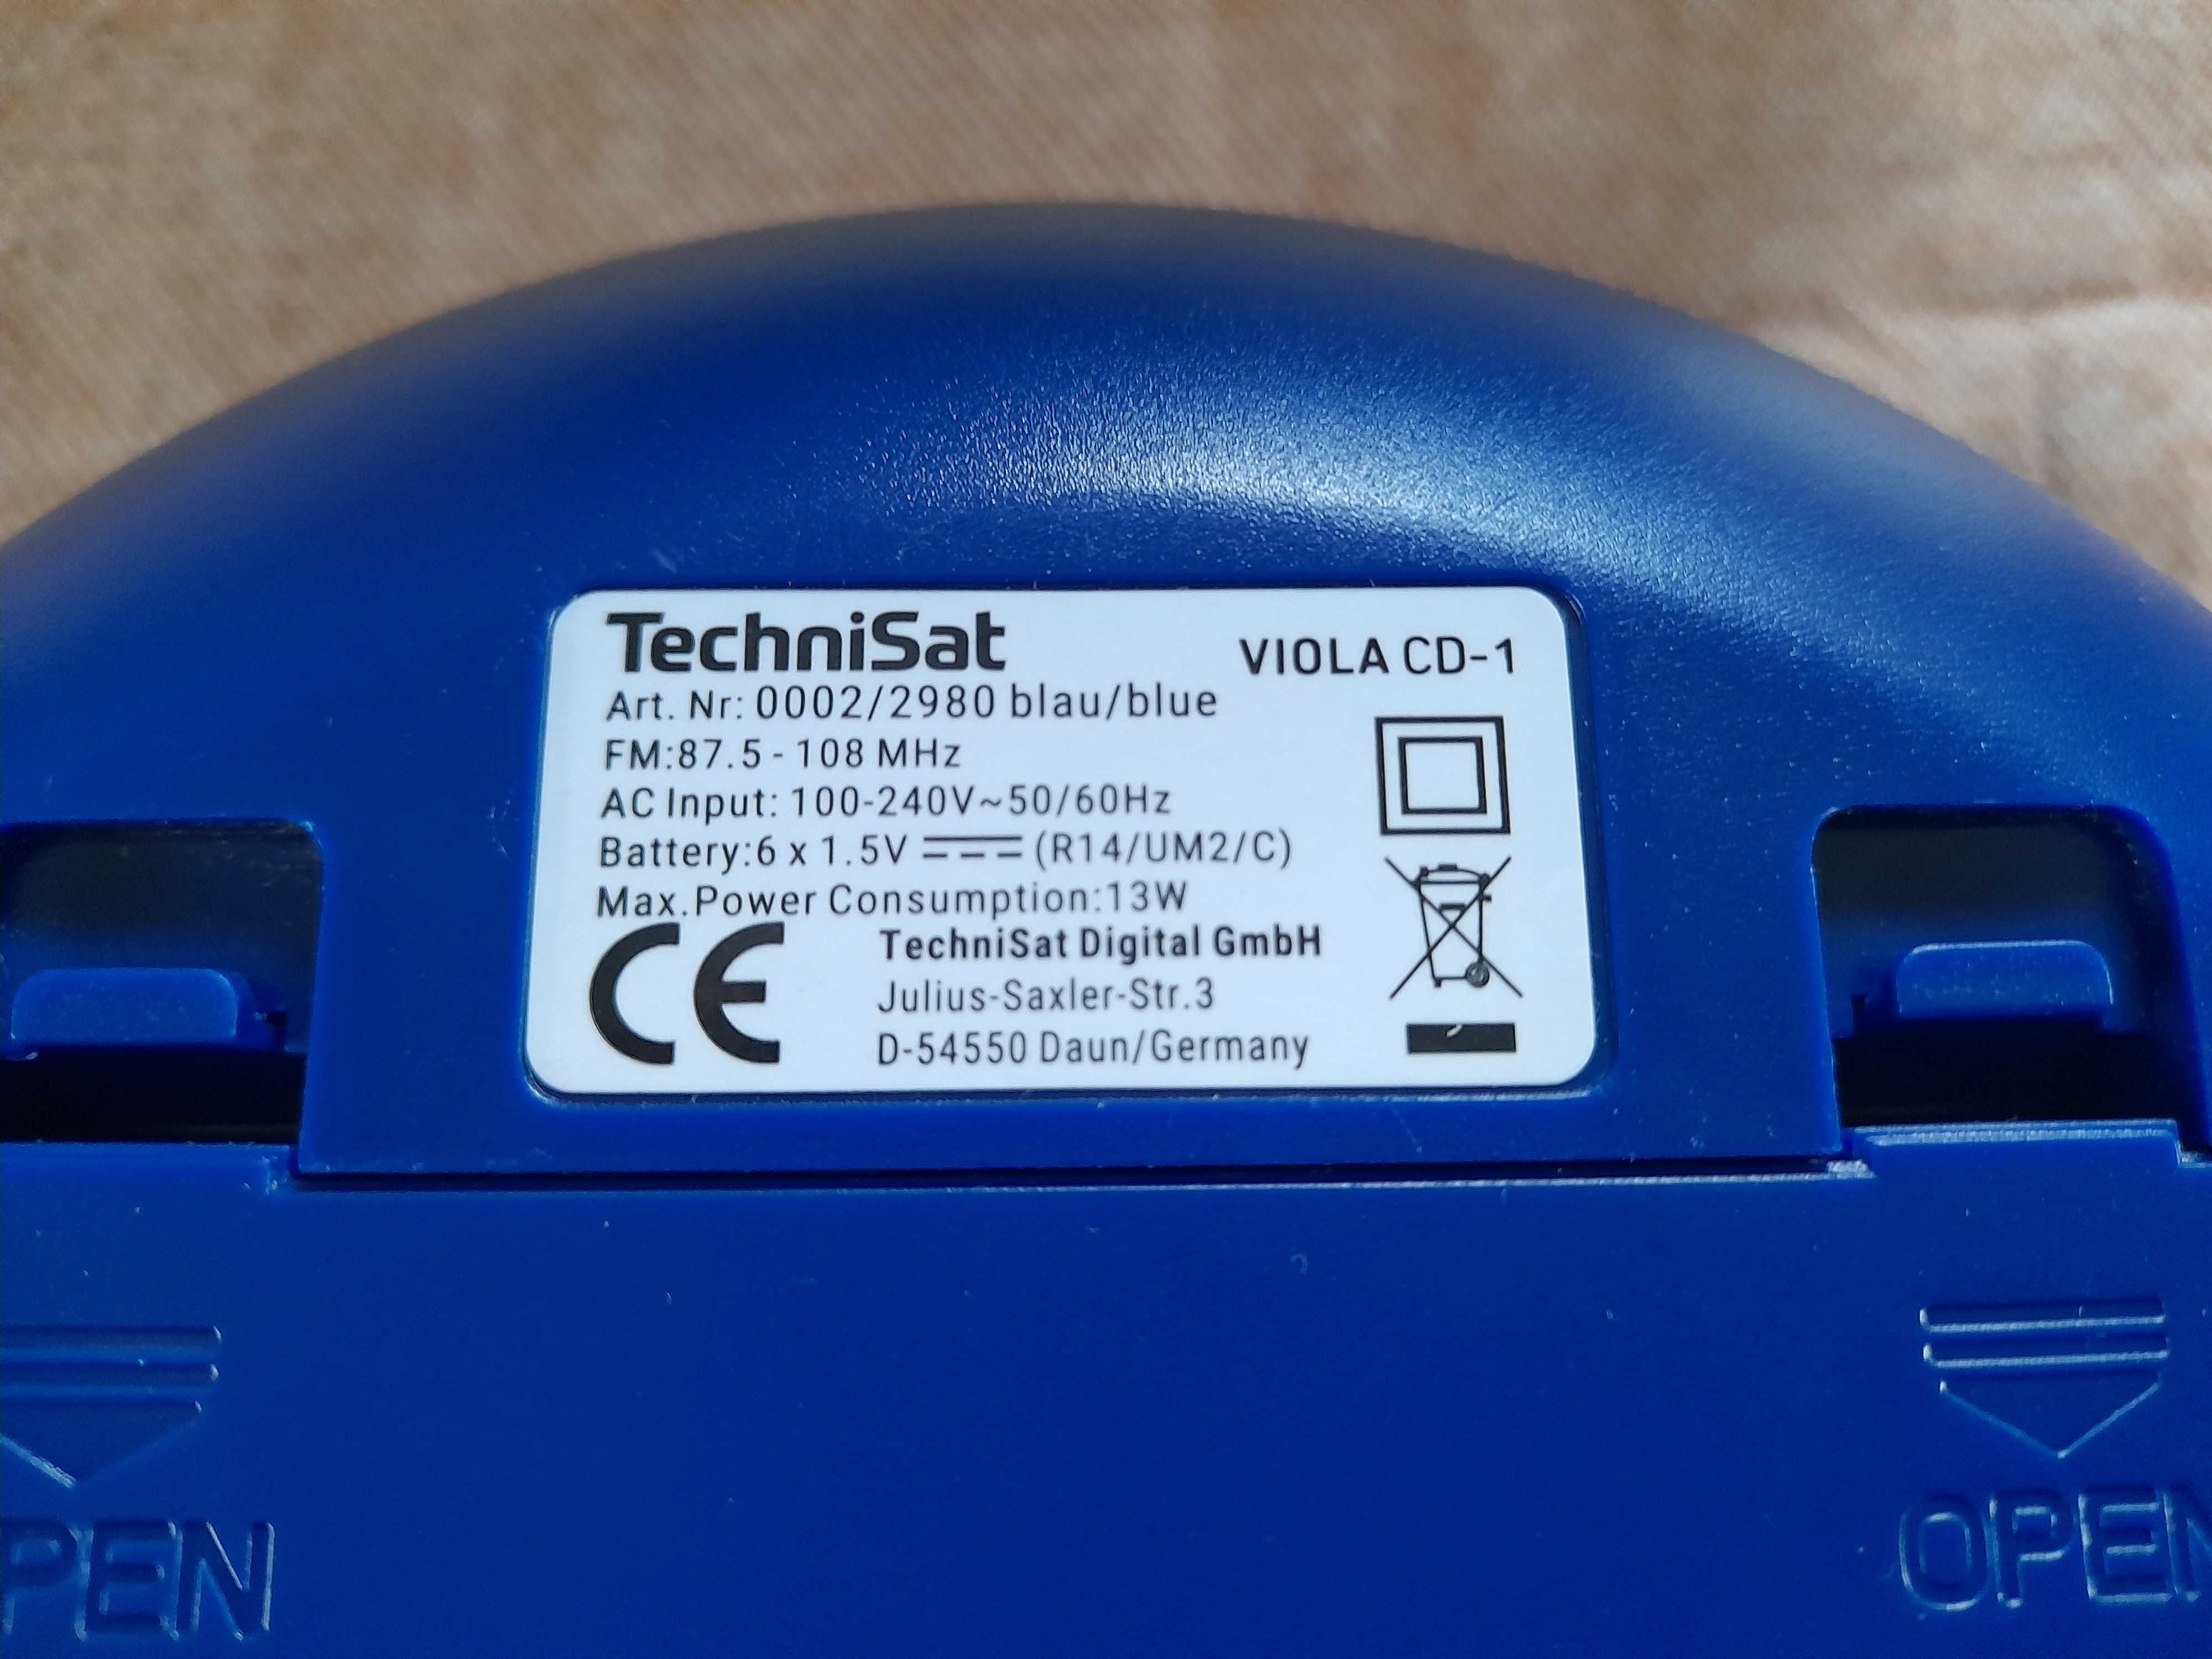 TechniSat
VIOLA CD-1
Art. Nr: 0002/2980 blau/blue
FM:87.5 - 108 MHz
AC Input: 100-240V~50/60Hz
Battery:6 x 1.5V ⎓ (R14/UM2/C)
Max.Power Consumption:13W
CE
TechniSat Digital GmbH
Julius-Saxler-Str.3
D-54550 Daun/Germany
PEN
OPEN